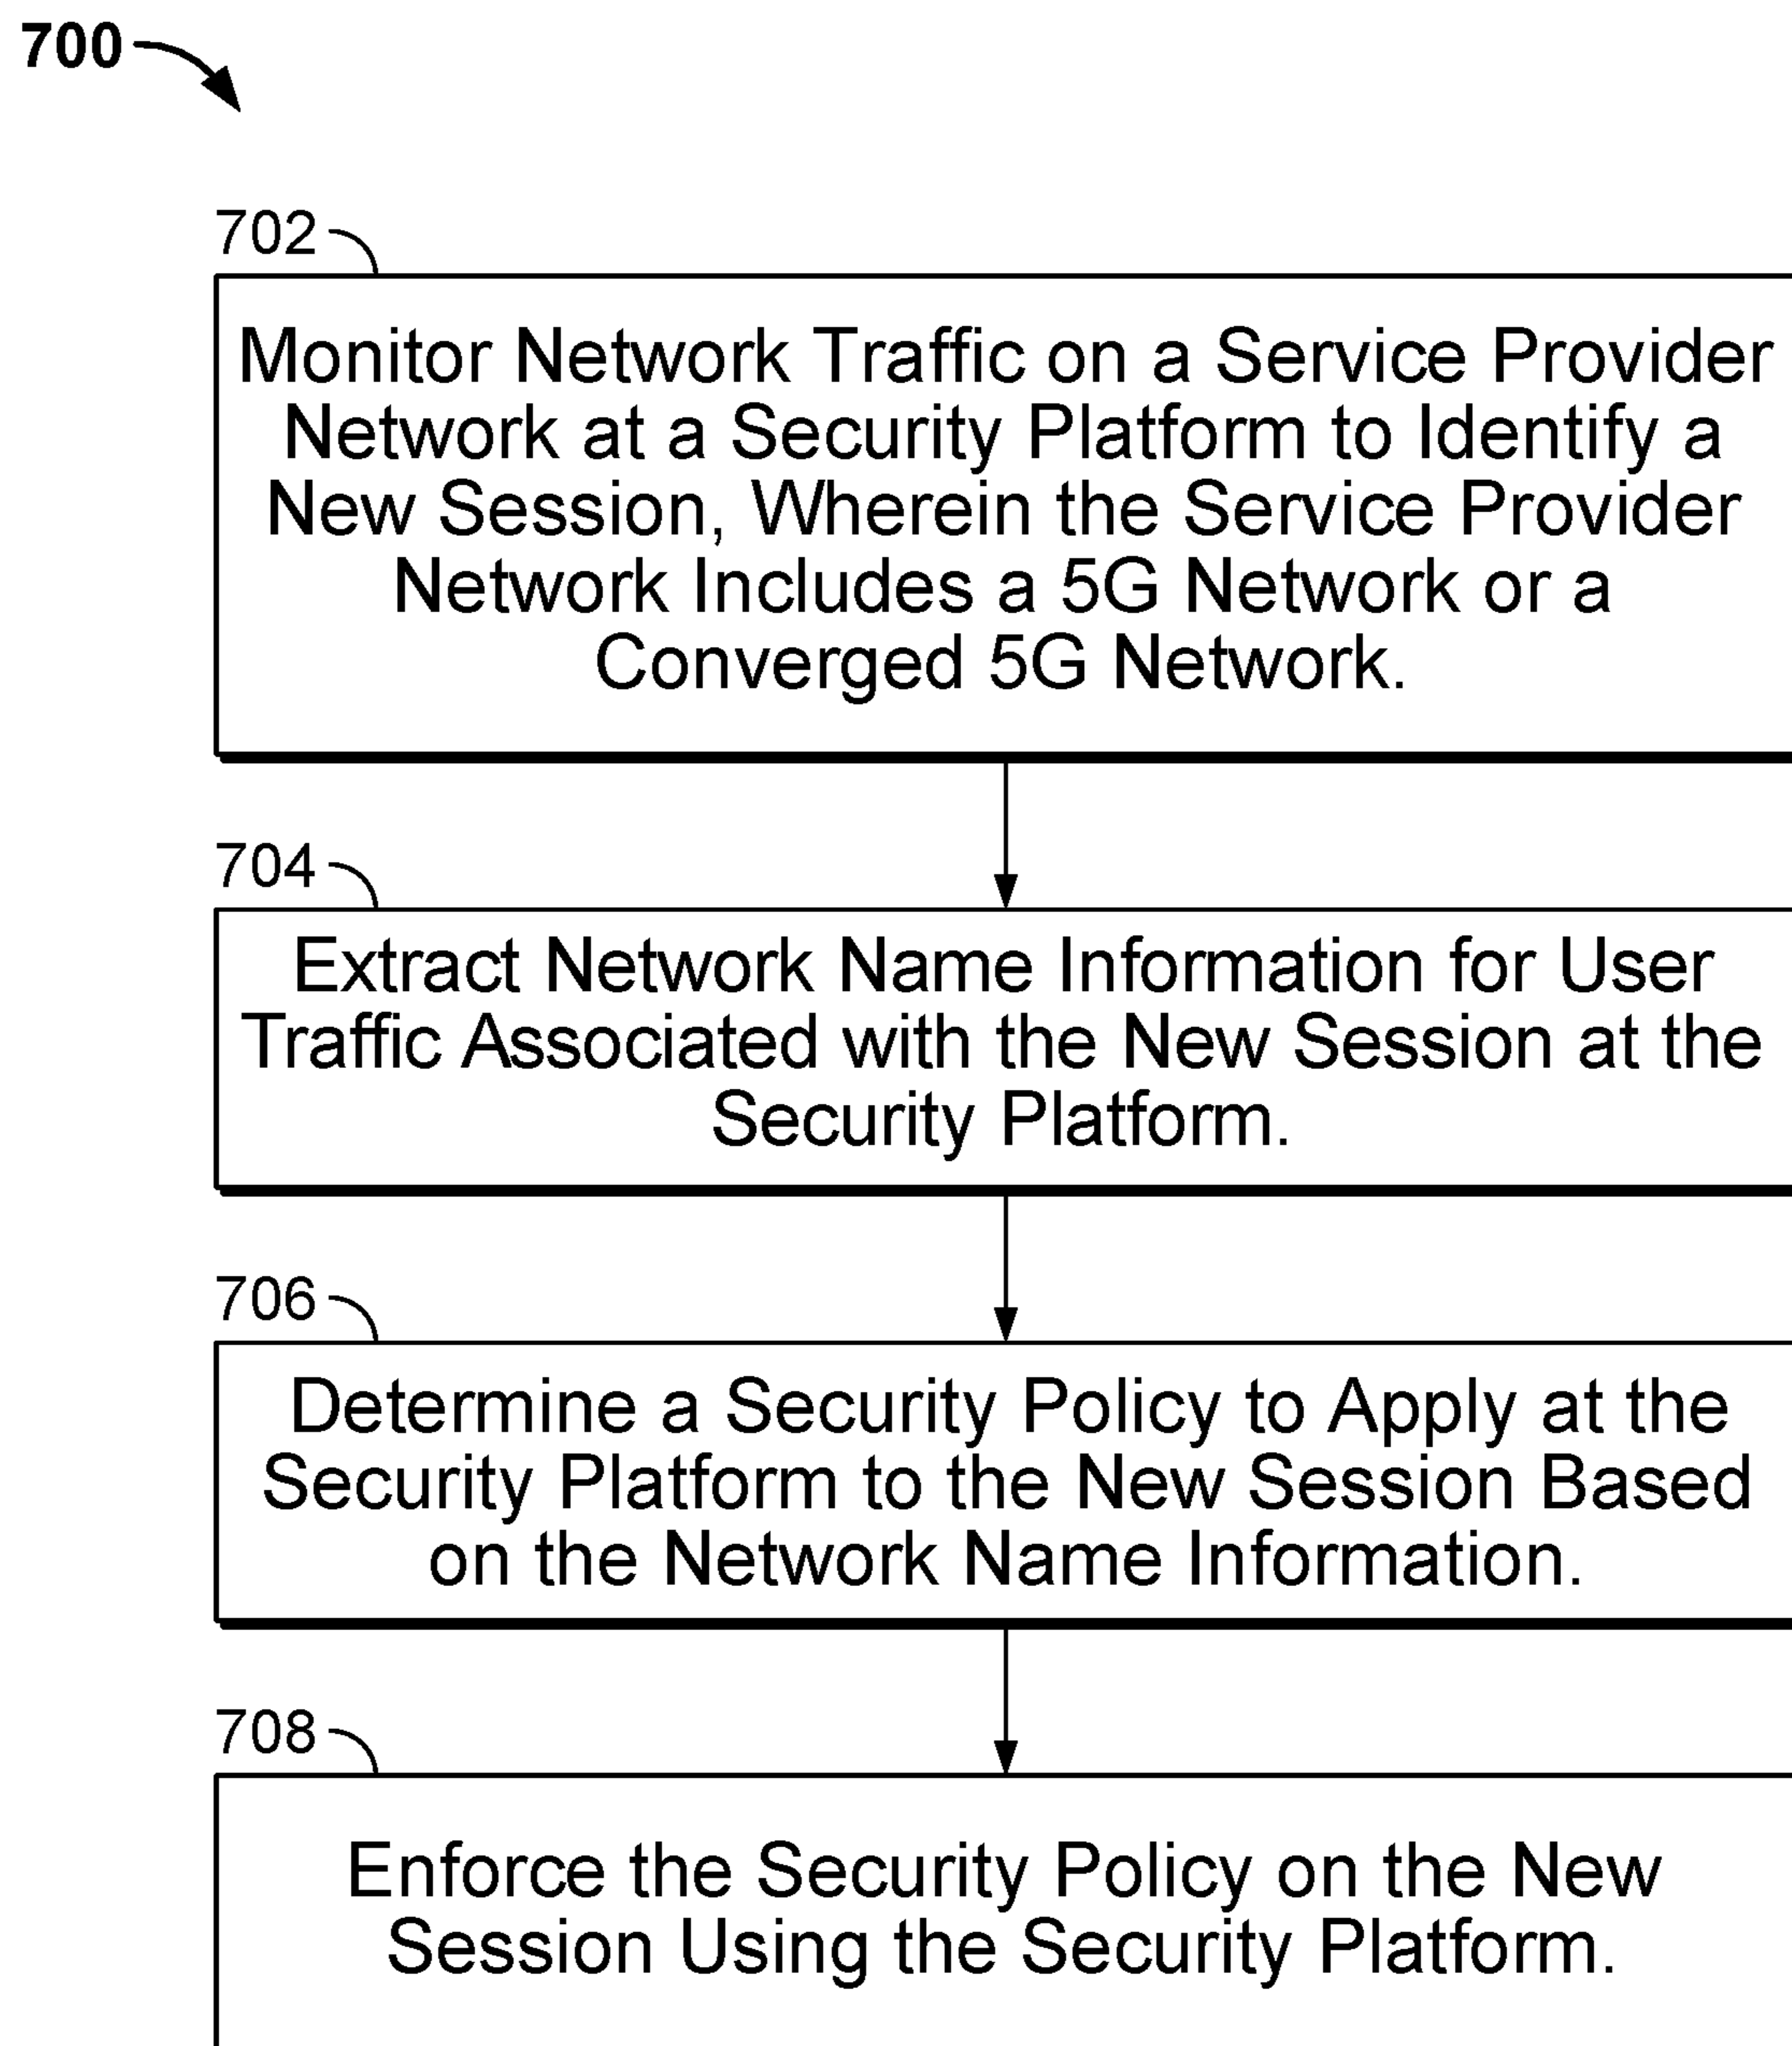 700
702
Monitor Network Traffic on a Service Provider
Network at a Security Platform to Identify a
New Session, Wherein the Service Provider
Network Includes a 5G Network or a
Converged 5G Network.
704
Extract Network Name Information for User
Traffic Associated with the New Session at the
Security Platform.
706
Determine a Security Policy to Apply at the
Security Platform to the New Session Based
on the Network Name Information.
708
Enforce the Security Policy on the New
Session Using the Security Platform.